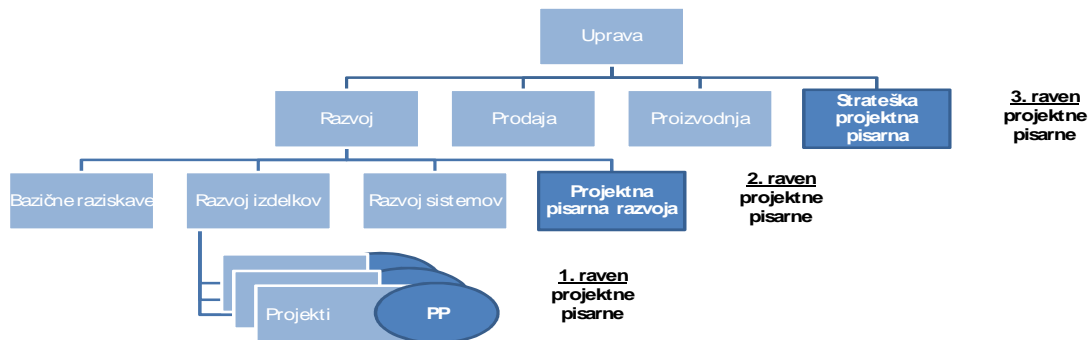 Uprava
Razvoj
Prodaja
Proizvodnja
Strateška
projektna
pisarna
3. raven
projektne
pisarne
Bazične raziskave
Razvoj izdelkov
Razvoj sistemov
Projektna
pisarna razvoja
2. raven
projektne
pisarne
Projekti
PP
1. raven
projektne
pisarne